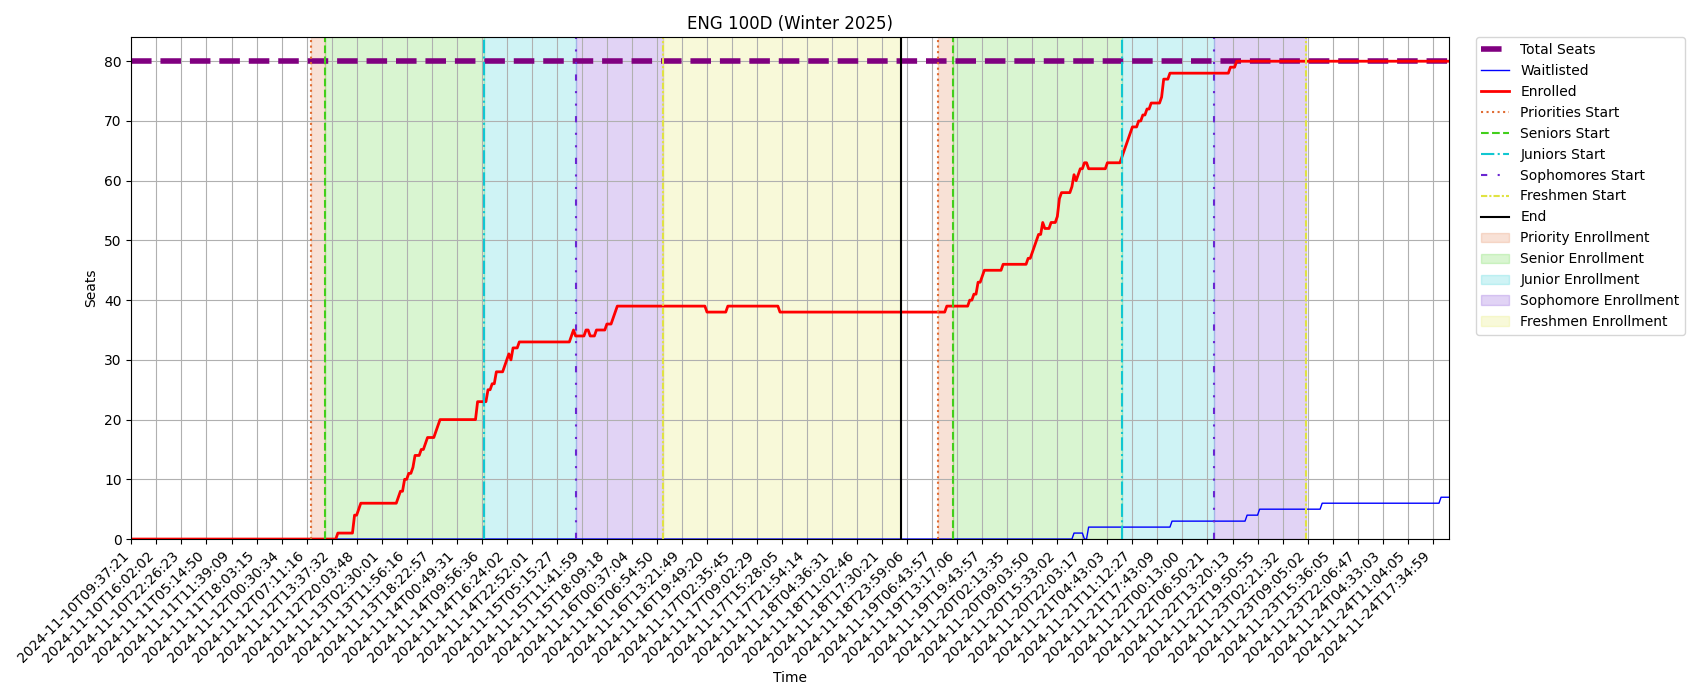 ENG 100D (Winter 2025)
Seats
80
70
60
50
40
30
20
10
0
2024-11-10T09:37:21
2024-11-10T16:02:02
2024-11-10T22:26:23
2024-11-11T05:14:50
2024-11-11T11:39:09
2024-11-11T18:03:15
2024-11-12T00:30:34
2024-11-12T07:11:16
2024-11-12T13:37:32
2024-11-12T20:03:48
2024-11-13T02:30:01
2024-11-13T11:56:16
2024-11-13T18:22:57
2024-11-14T00:49:31
2024-11-14T09:56:36
2024-11-14T16:24:02
2024-11-14T22:52:01
2024-11-15T05:15:27
2024-11-15T11:41:59
2024-11-15T18:09:18
2024-11-16T00:37:04
2024-11-16T06:54:50
2024-11-16T13:21:49
2024-11-16T19:49:20
2024-11-17T02:35:45
2024-11-17T09:02:29
2024-11-17T15:28:05
2024-11-17T21:54:14
2024-11-18T04:36:31
2024-11-18T11:02:46
2024-11-18T17:30:21
2024-11-18T23:59:06
2024-11-19T06:43:57
2024-11-19T13:17:06
2024-11-19T19:43:57
2024-11-20T02:13:35
2024-11-20T09:03:50
2024-11-20T15:33:02
2024-11-20T22:03:17
2024-11-21T04:43:03
2024-11-21T11:12:27
2024-11-21T17:43:09
2024-11-22T00:13:00
2024-11-22T06:50:21
2024-11-22T13:20:13
2024-11-22T19:50:55
2024-11-23T02:21:32
2024-11-23T09:05:02
2024-11-23T15:36:05
2024-11-23T22:06:47
2024-11-24T04:33:03
2024-11-24T11:04:05
2024-11-24T17:34:59
Time
Total Seats
Waitlisted
Enrolled
Priorities Start
Seniors Start
Juniors Start
Sophomores Start
Freshmen Start
End
Priority Enrollment
Senior Enrollment
Junior Enrollment
Sophomore Enrollment
Freshmen Enrollment